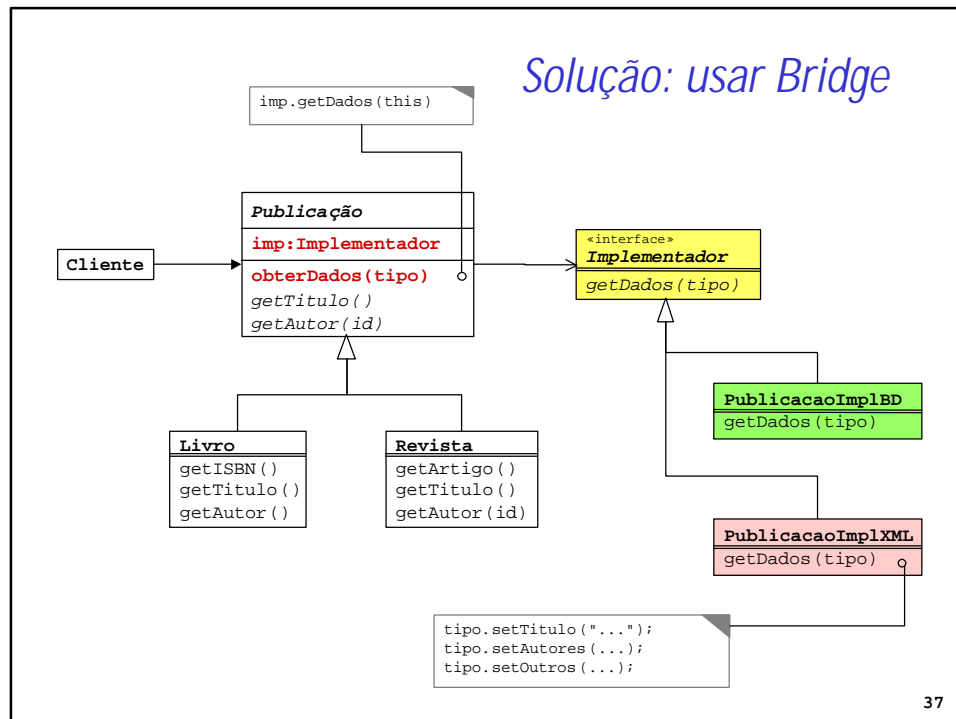 Solução: usar Bridge
imp.getDados(this)
Publicação
imp:Implementador
obterDados(tipo)
getTitulo()
getAutor(id)
Cliente
«interface»
Implementador
getDados(tipo)
PublicacaoImplBD
getDados(tipo)
Livro
getISBN()
getTitulo()
getAutor()
Revista
getArtigo()
getTitulo()
getAutor(id)
PublicacaoImplXML
getDados(tipo)
tipo.setTitulo("...");
tipo.setAutores(...);
tipo.setOutros(...);
37